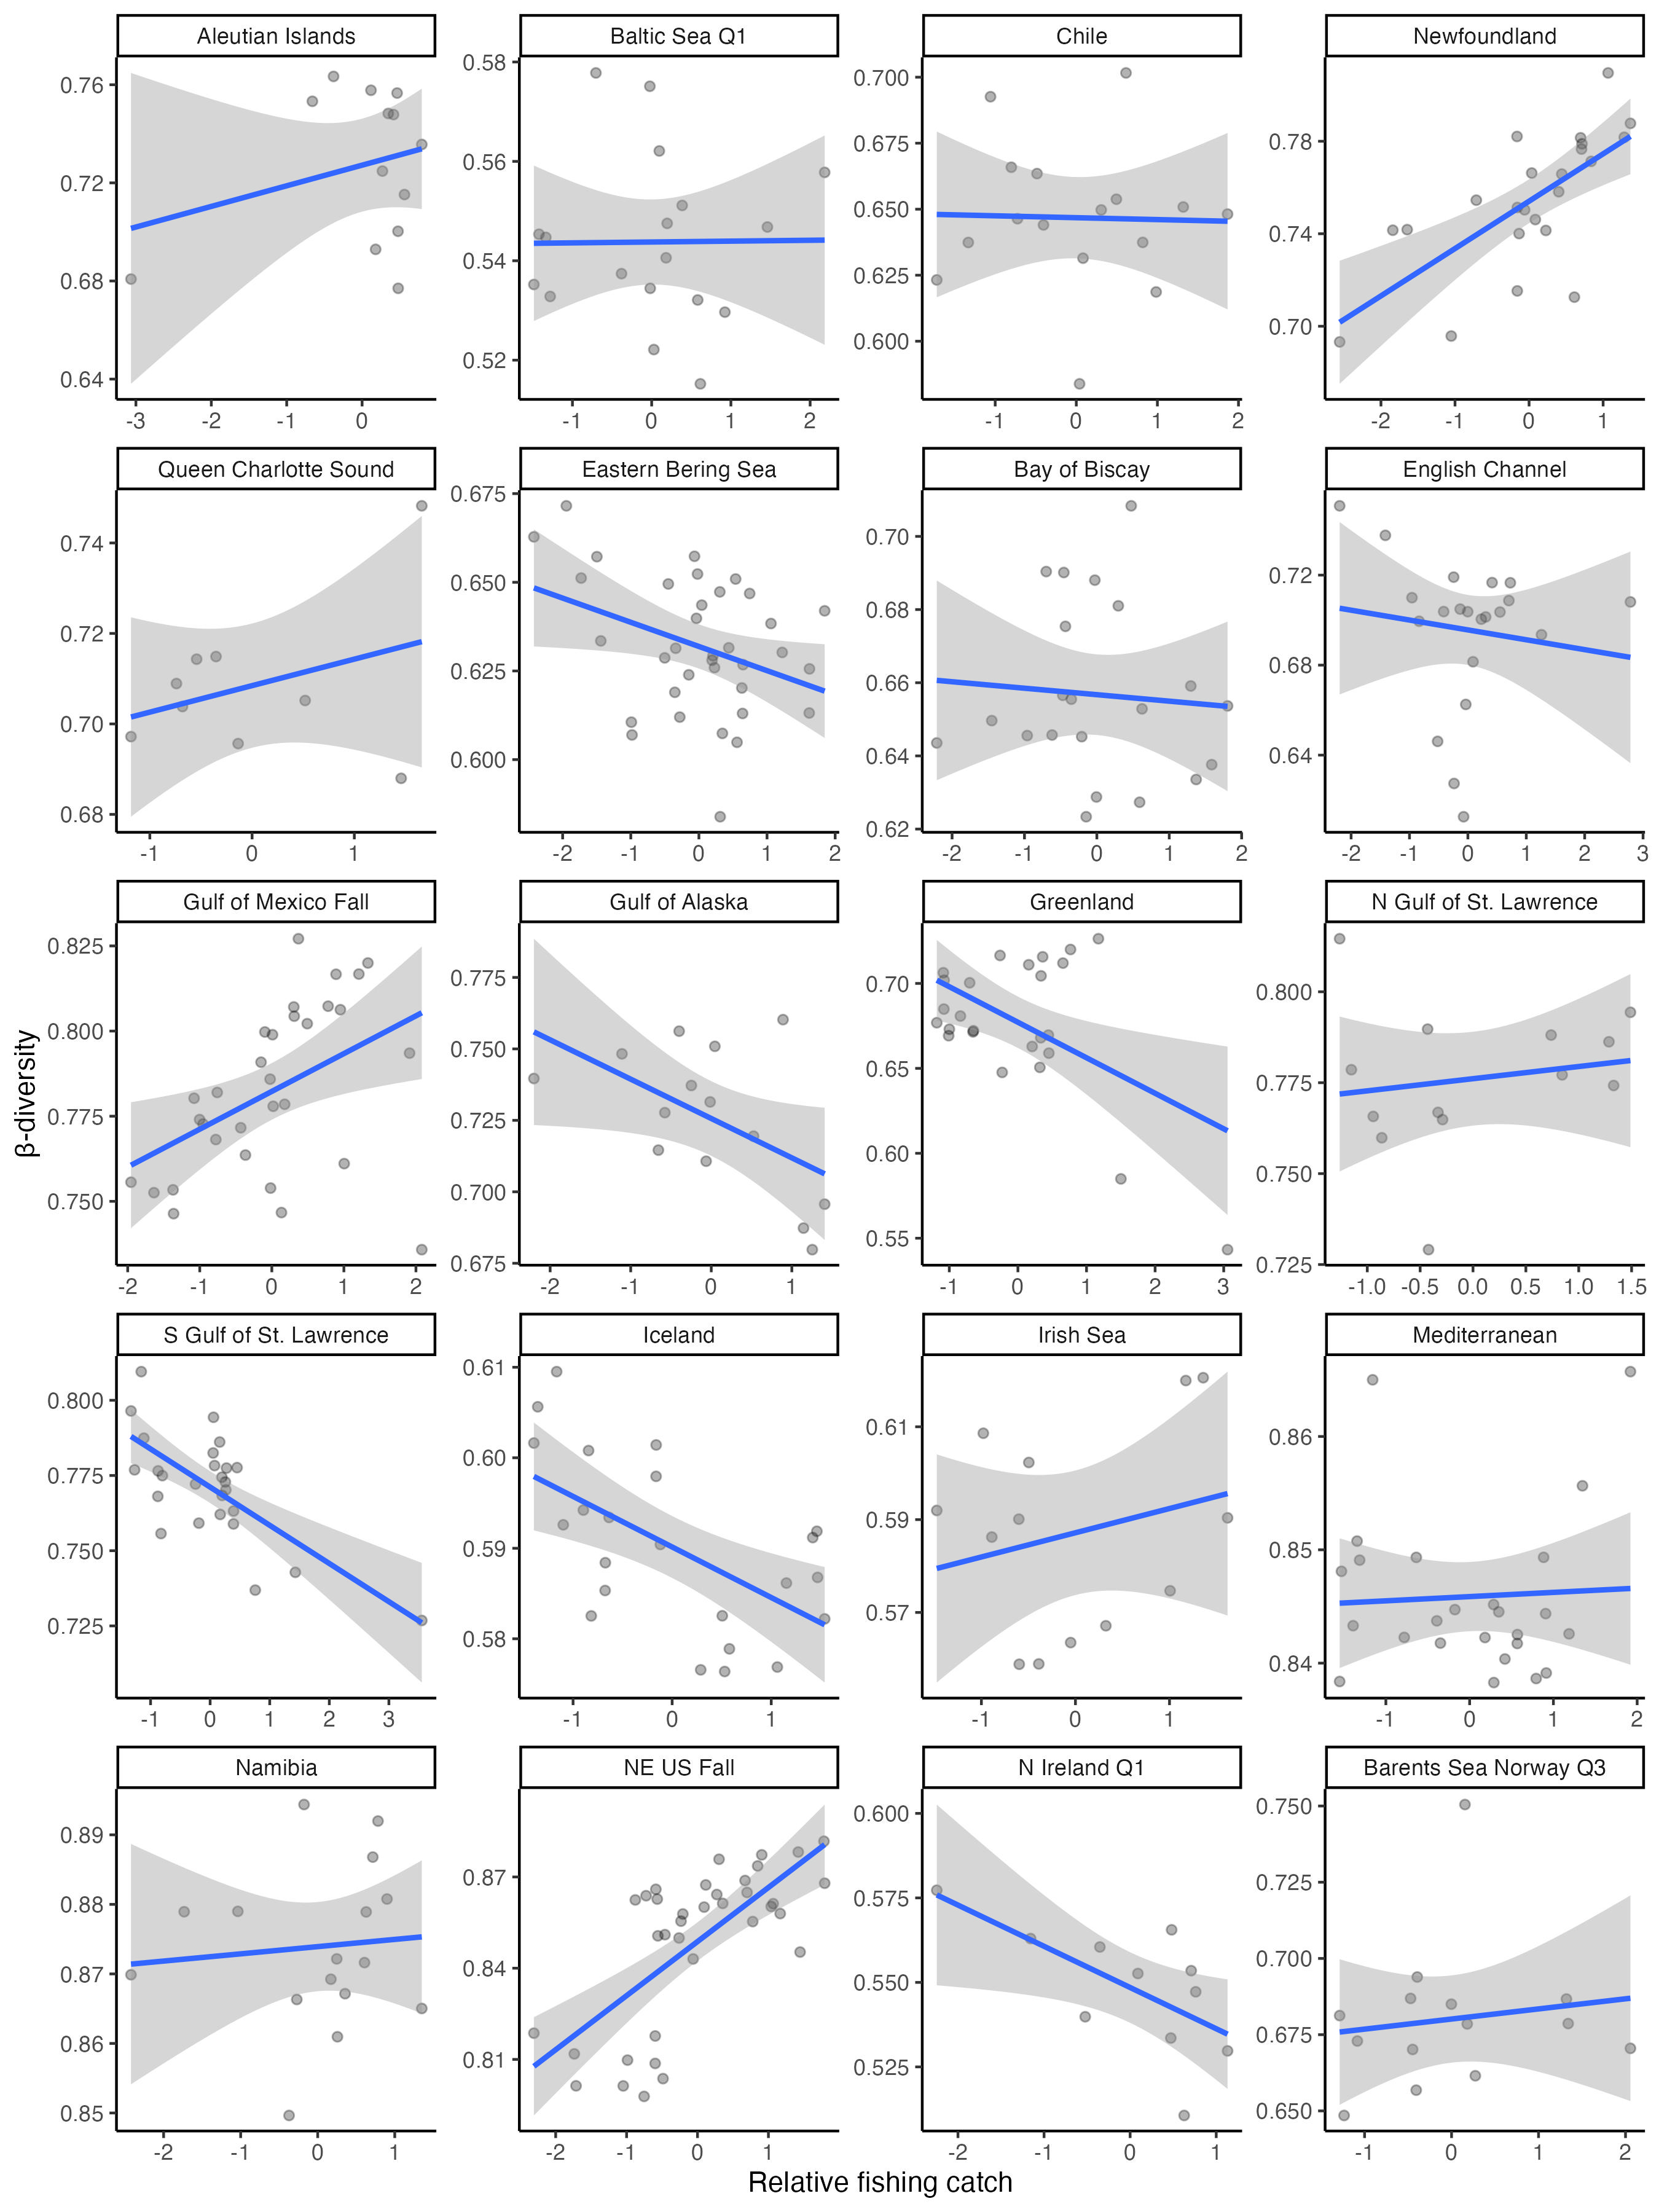 Aleutian Islands
Baltic Sea Q1
Chile
Newfoundland
0.76
0.72
0.68
0.64
0.58
0.56
0.54
0.52
0.700
0.675
0.650
0.625
0.600
0.78
0.74
0.70
-3 -2 -1 0
-1 0 1 2
-1 0 1 2
-2 -1 0 1
Queen Charlotte Sound
Eastern Bering Sea
Bay of Biscay
English Channel
0.74
0.72
0.70
0.68
0.675
0.650
0.625
0.600
0.70
0.68
0.66
0.64
0.62
0.72
0.68
0.64
-1 0 1
-2 -1 0 1 2
-2 -1 0 1 2
-2 -1 0 1 2 3
Gulf of Mexico Fall
Gulf of Alaska
Greenland
N Gulf of St. Lawrence
β-diversity
0.825
0.800
0.775
0.750
0.775
0.750
0.725
0.700
0.675
0.70
0.65
0.60
0.55
0.800
0.775
0.750
0.725
-2 -1 0 1 2
-2 -1 0 1
-1 0 1 2 3
-1.0 -0.5 0.0 0.5 1.0 1.5
S Gulf of St. Lawrence
Iceland
Irish Sea
Mediterranean
0.800
0.775
0.750
0.725
0.61
0.60
0.59
0.58
0.61
0.59
0.57
0.86
0.85
0.84
-1 0 1 2 3
-1 0 1
-1 0 1
-1 0 1 2
Namibia
NE US Fall
N Ireland Q1
Barents Sea Norway Q3
0.89
0.88
0.87
0.86
0.85
0.87
0.84
0.81
0.600
0.575
0.550
0.525
0.750
0.725
0.700
0.675
0.650
-2 -1 0 1
-2 -1 0 1
-2 -1 0 1
-1 0 1 2
Relative fishing catch